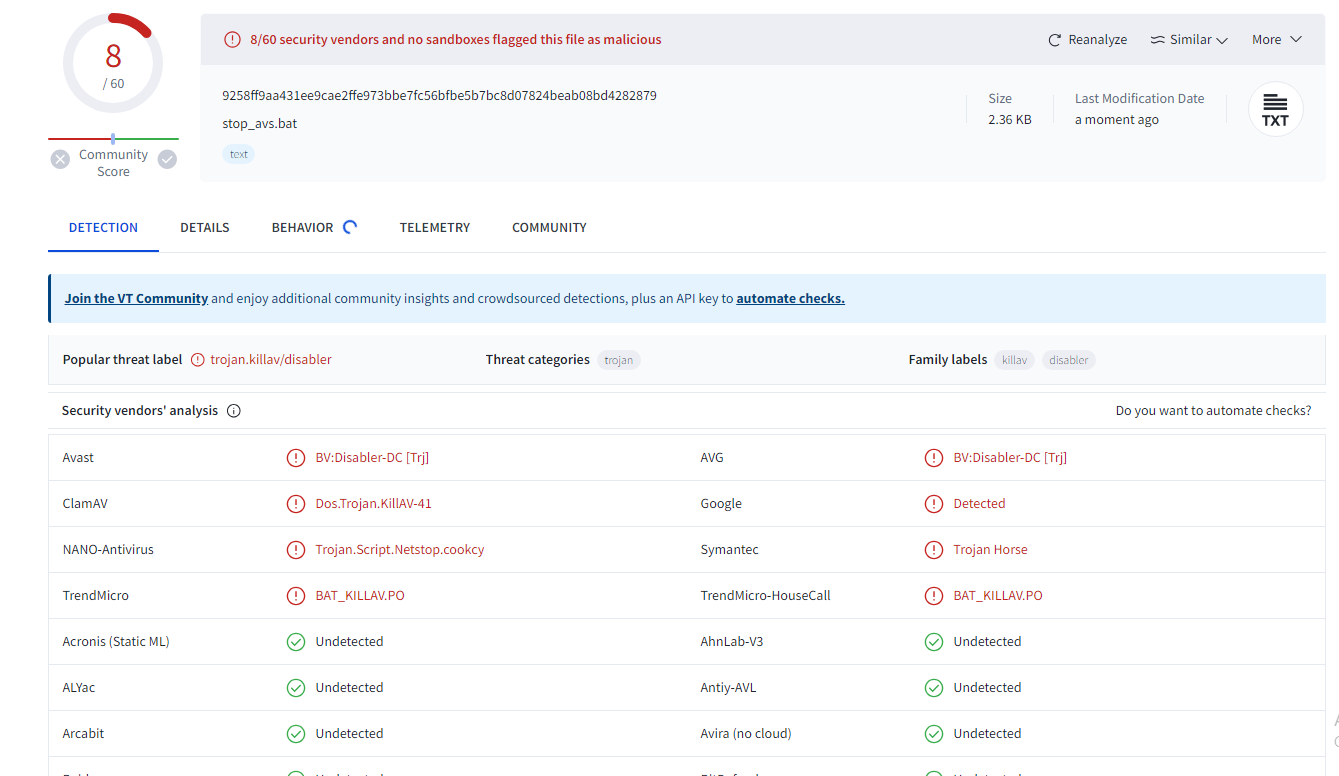 8
/ 60
Community
Score
8/60 security vendors and no sandboxes flagged this file as malicious
Reanalyze
Similar
More
9258ff9aa431ee9cae2ffe973bbe7fc56bfbe5b7bc8d07824beab08bd4282879
stop_avs.bat
text
Size
2.36 KB
Last Modification Date
a moment ago
TXT
DETECTION
DETAILS
BEHAVIOR
TELEMETRY
COMMUNITY
Join the VT Community and enjoy additional community insights and crowdsourced detections, plus an API key to automate checks.
Popular threat label trojan.killav/disabler
Threat categories trojan
Family labels killav disabler
Security vendors' analysis
Do you want to automate checks?
Avast BV:Disabler-DC [Trj] AVG BV:Disabler-DC [Trj]
ClamAV Dos.Trojan.KillAV-41 Google Detected
NANO-Antivirus Trojan.Script.Netstop.cookcy Symantec Trojan Horse
TrendMicro BAT_KILLAV.PO TrendMicro-HouseCall BAT_KILLAV.PO
Acronis (Static ML) Undetected AhnLab-V3 Undetected
ALYac Undetected Antiy-AVL Undetected
Arcabit Undetected Avira (no cloud) Undetected